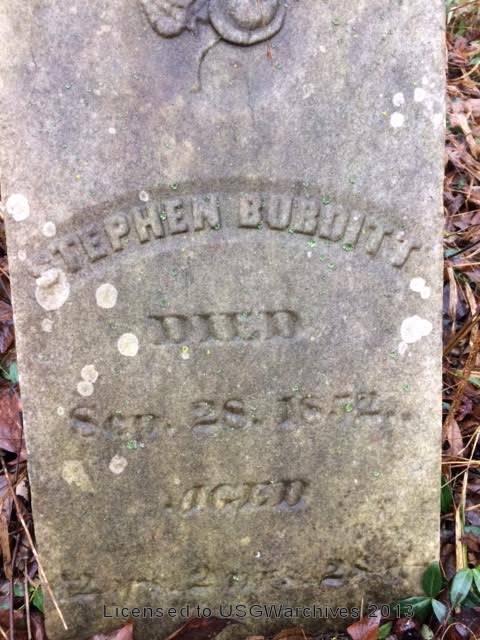 STEPHEN BURDITT
DIED
Sep. 28. 1872.
AGED
Licensed to USGWarchives 2013